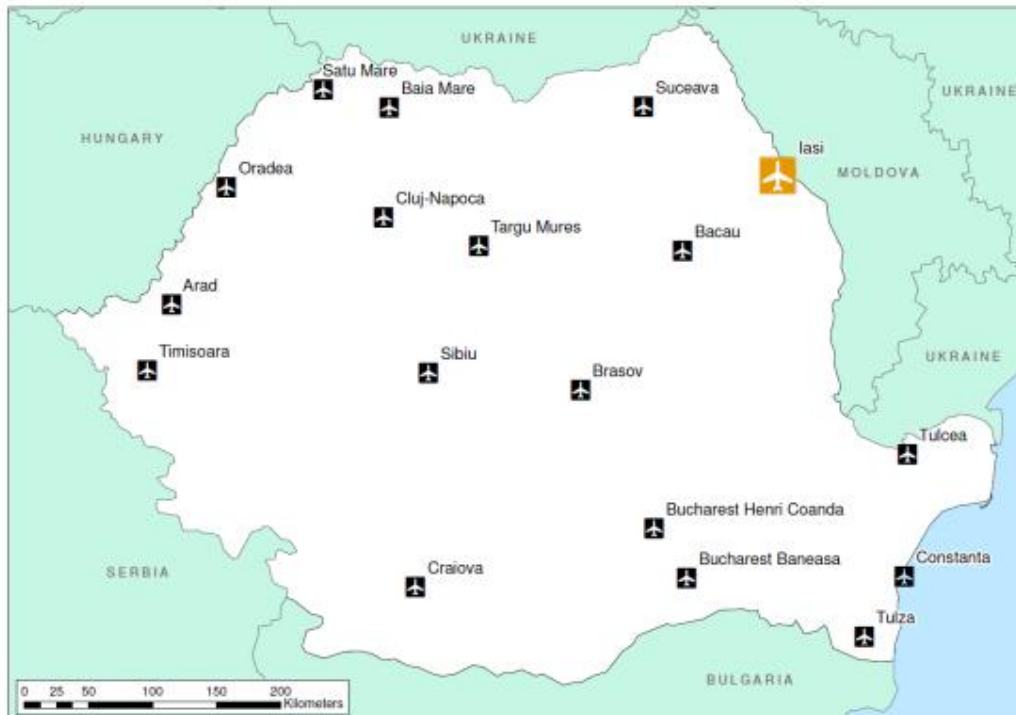 UKRAINE
Satu Mare
Baia Mare
Suceava
UKRAINE
HUNGARY
Iasi
MOLDOVA
Oradea
Cluj-Napoca
Targu Mures
Bacau
Arad
Timisoara
Sibiu
Brasov
UKRAINE
Tulcea
Bucharest Henri Coanda
SERBIA
Craiova
Bucharest Baneasa
Constanta
Tulza
BULGARIA
0 25 50 100 150 200
Kilometers